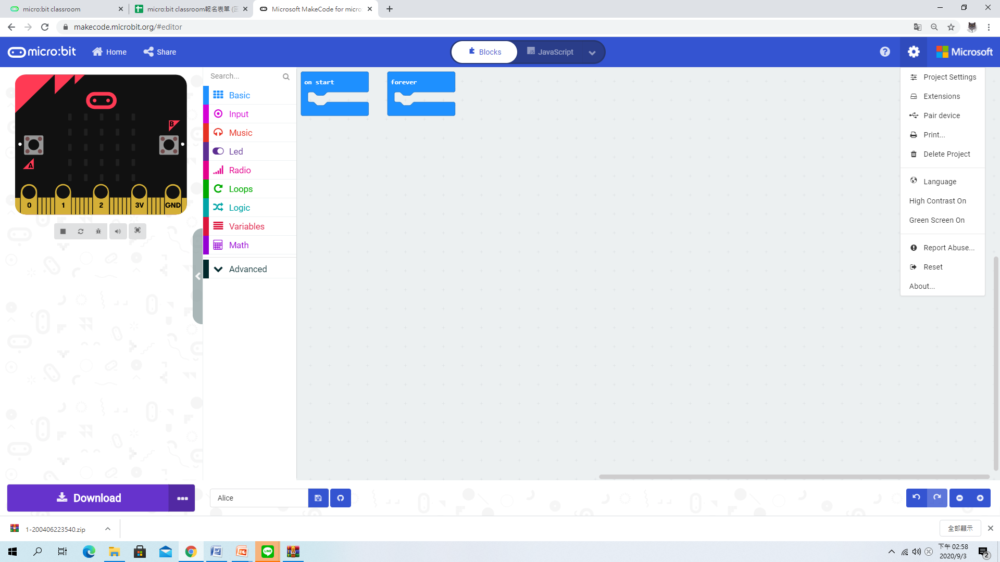 micro:bit classroom
micro:bit classroom報名表單 (回
Microsoft MakeCode for micro:
makecode.microbit.org/#editor
micro:bit
Home
Share
Blocks
JS
JavaScript
?
Microsoft
Search...
on start
forever
Project Settings
Basic
Extensions
Input
Pair device
B
Music
Print...
Led
Delete Project
A
Radio
Language
Loops
High Contrast On
0
1
2
3V
GND
Logic
Green Screen On
Variables
Math
Report Abuse...
Advanced
Reset
About...
Download
Alice
1-200406223540.zip
全部顯示
下午 02:58
2020/9/3
2
LINE